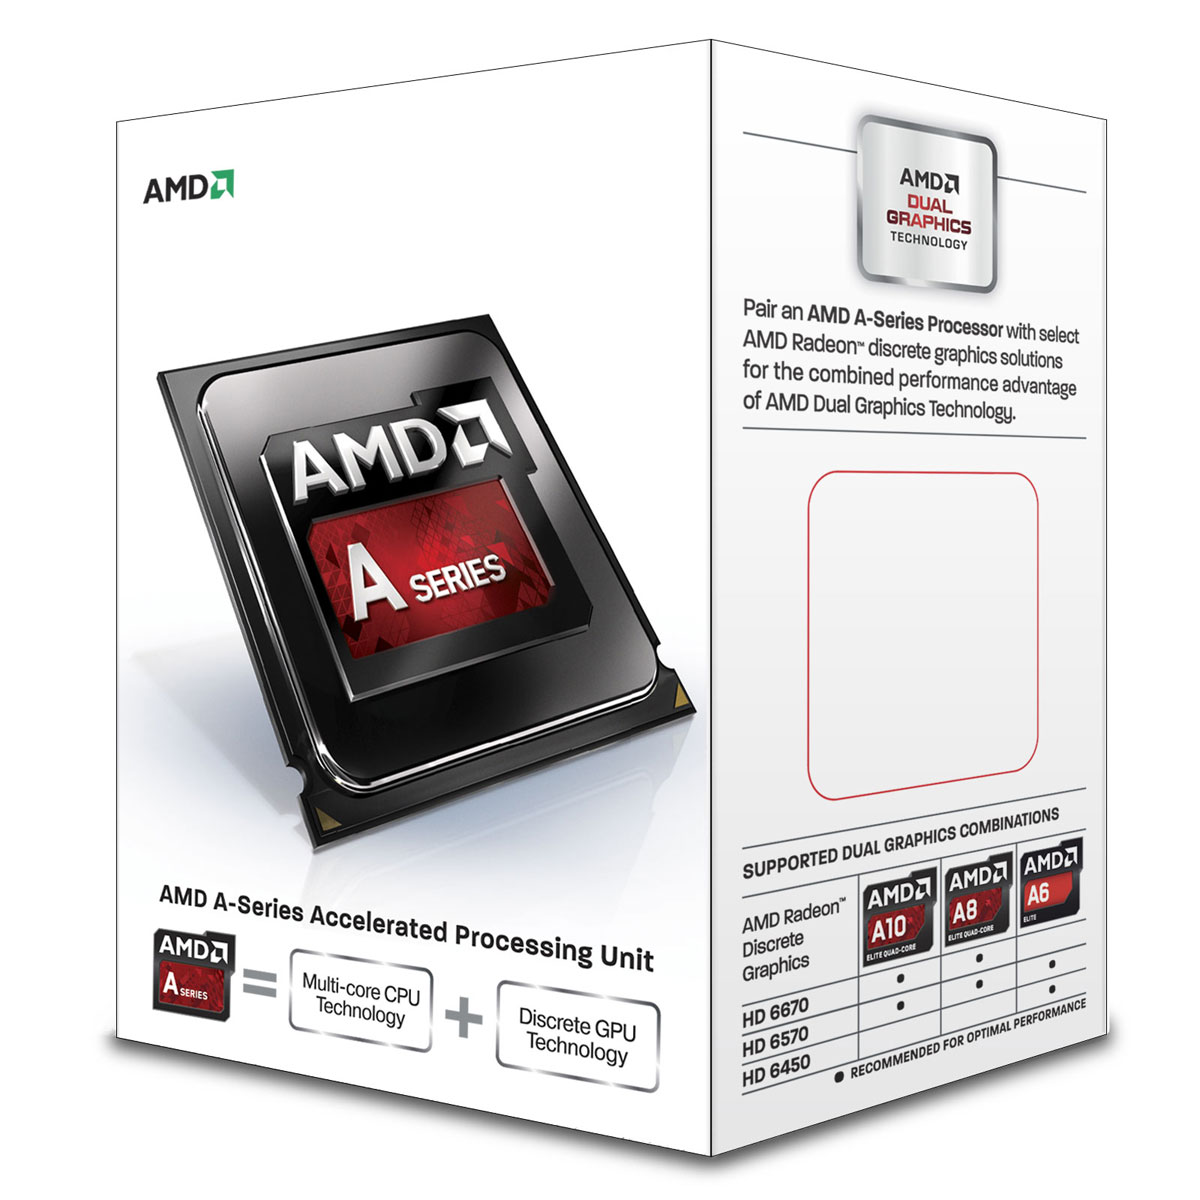 AMD
AMD
A SERIES
AMD A-Series Accelerated Processing Unit
AMD
A SERIES
=
Multi-core CPU
Technology
+
Discrete GPU
Technology
AMD
DUAL
GRAPHICS
TECHNOLOGY
Pair an AMD A-Series Processor with select
AMD Radeon™ discrete graphics solutions
for the combined performance advantage
of AMD Dual Graphics Technology.
SUPPORTED DUAL GRAPHICS COMBINATIONS
AMD Radeon™
Discrete
Graphics
AMD
A10
ELITE QUAD-CORE
AMD
A8
ELITE QUAD-CORE
AMD
A6
ELITE
HD 6670 • •
HD 6570 • • •
HD 6450 •
• RECOMMENDED FOR OPTIMAL PERFORMANCE